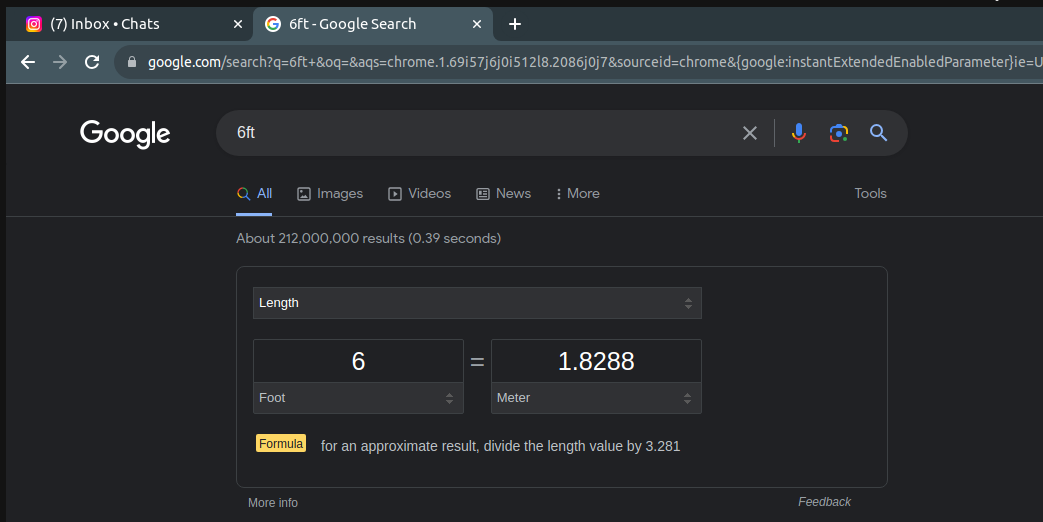 (7) Inbox • Chats
6ft - Google Search
google.com/search?q=6ft+&oq=&aqs=chrome.1.69i57j6j0i512l8.2086j0j7&sourceid=chrome&{google:instantExtendedEnabledParameter}ie=U
Google
6ft
All Images Videos News More Tools
About 212,000,000 results (0.39 seconds)
Length
6 = 1.8288
Foot Meter
Formula for an approximate result, divide the length value by 3.281
More info Feedback